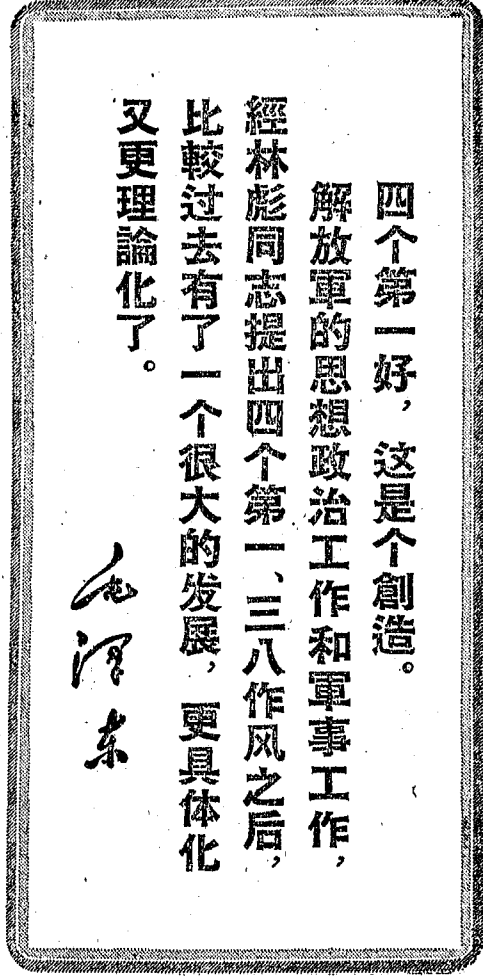 四个第一好，这是个創造。
解放軍的思想政治工作和軍事工作，
經林彪同志提出四个第一、三八作风之后，
比較过去有了一个很大的发展，更具体化
又更理論化了。
毛泽东